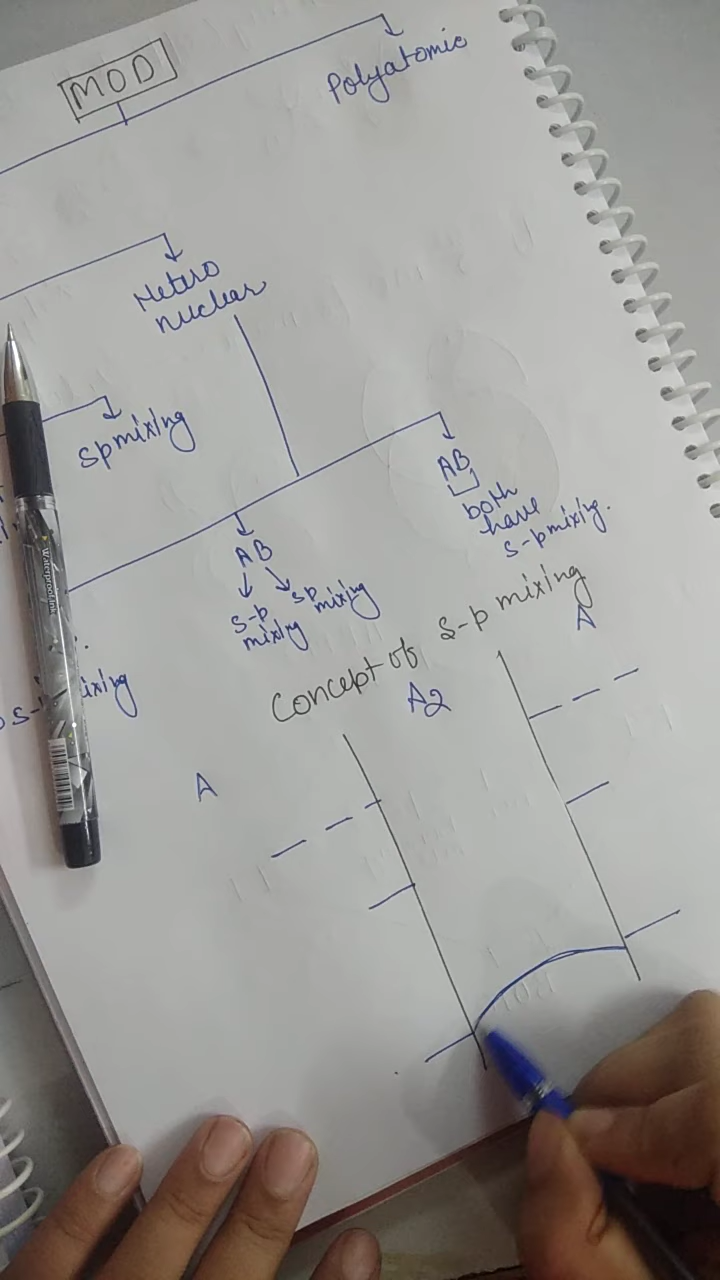 MOD
Polyatomic
Hetero
nuclear
sp mixing
AB
both
have
s-p mixing.
AB
s-p
mixing
sp
mixing
ixing
Concept of s-p mixing
A
A2
A
Waterproof Ink